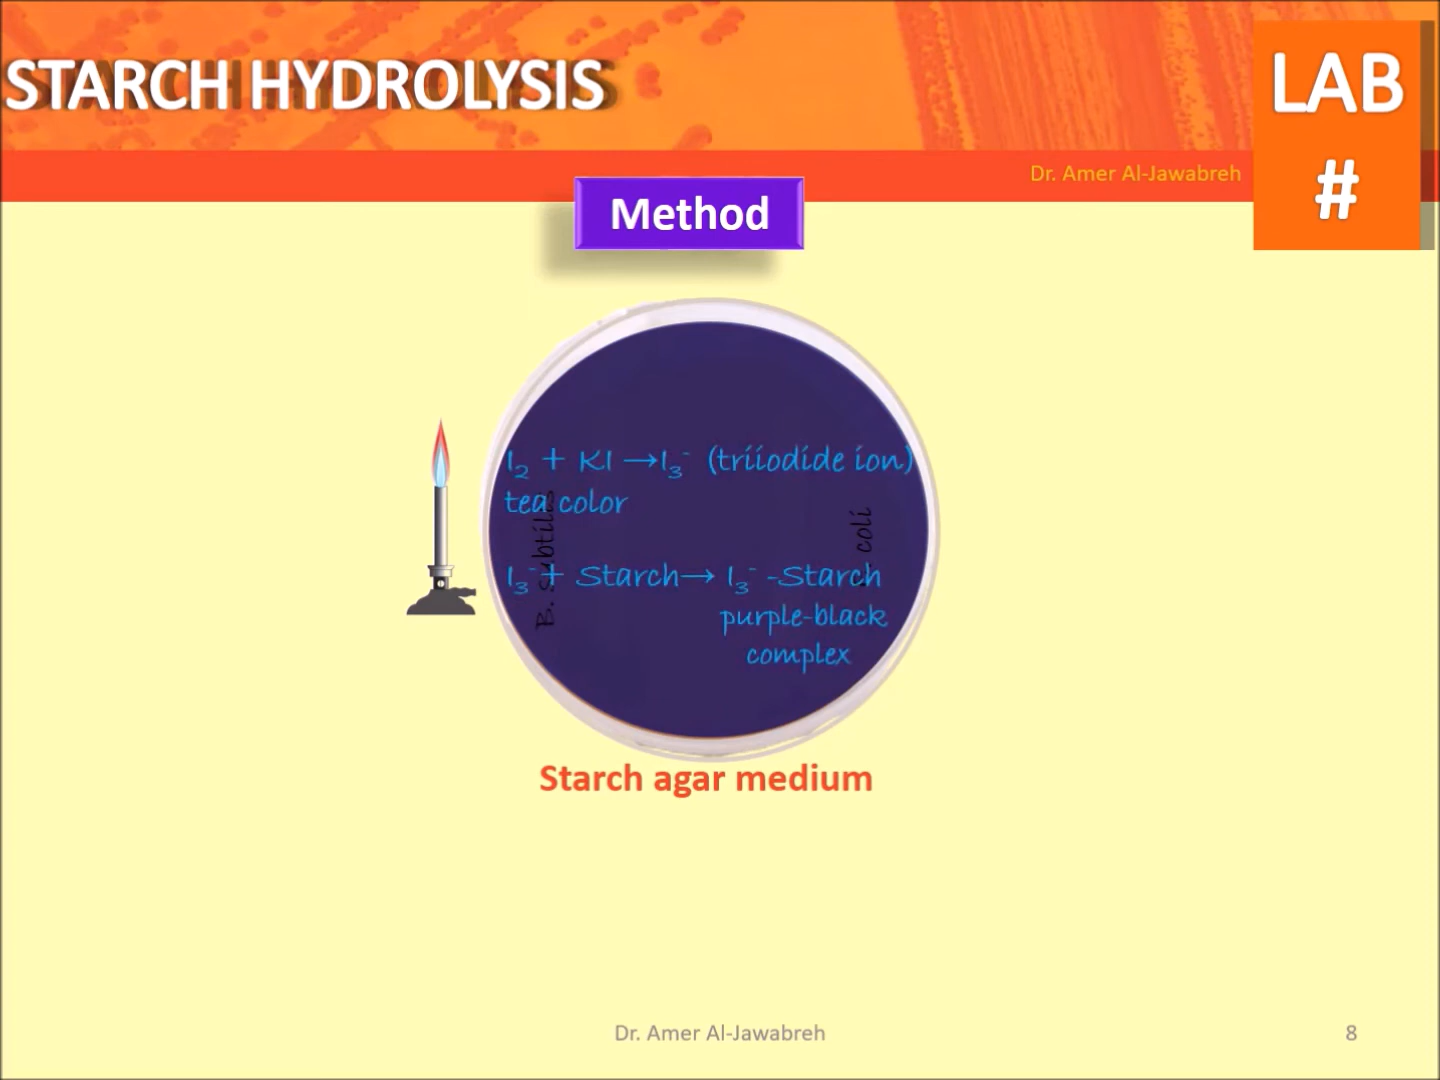 STARCH HYDROLYSIS
LAB
#
Dr. Amer Al-Jawabreh
Method
I₂ + KI →I₃⁻ (triiodide ion)
tea color
B. subtilis
coli
I₃⁻+ Starch→ I₃⁻ -Starch
purple-black
complex
Starch agar medium
Dr. Amer Al-Jawabreh
8